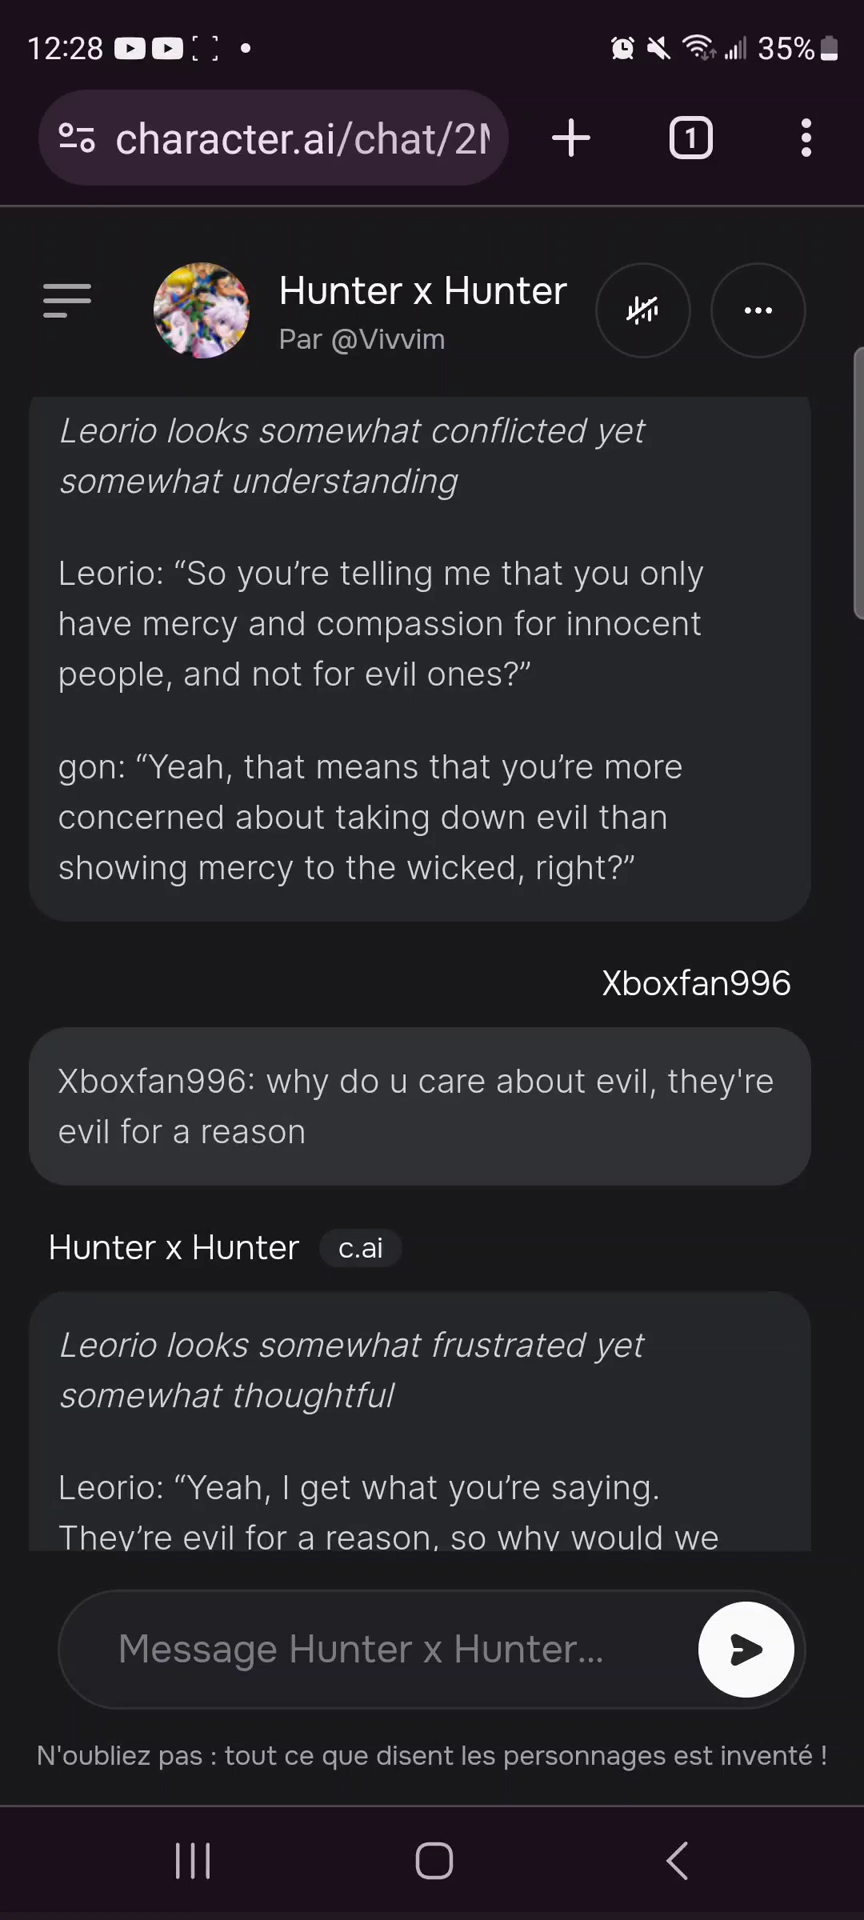 12:28
35%
character.ai/chat/2
1
Hunter x Hunter
Par @Vivvim
Leorio looks somewhat conflicted yet
somewhat understanding
Leorio: “So you’re telling me that you only
have mercy and compassion for innocent
people, and not for evil ones?”
gon: “Yeah, that means that you’re more
concerned about taking down evil than
showing mercy to the wicked, right?”
Xboxfan996
Xboxfan996: why do u care about evil, they're
evil for a reason
Hunter x Hunter c.ai
Leorio looks somewhat frustrated yet
somewhat thoughtful
Leorio: “Yeah, I get what you’re saying.
They’re evil for a reason, so why would we
Message Hunter x Hunter...
N'oubliez pas : tout ce que disent les personnages est inventé !